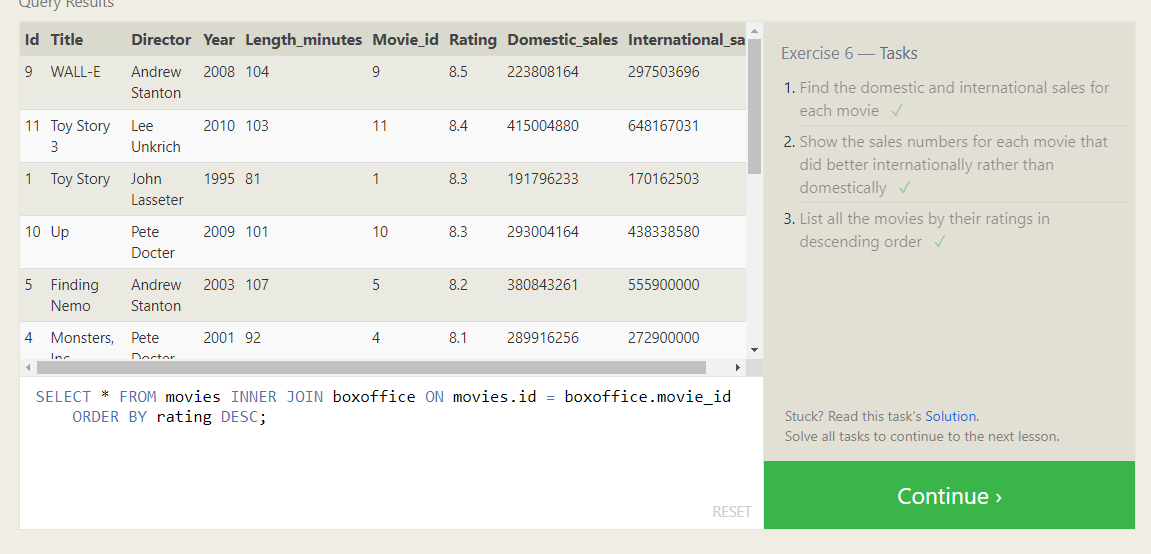 Query Results
Id Title Director Year Length_minutes Movie_id Rating Domestic_sales International_sa
9 WALL-E Andrew 2008 104 9 8.5 223808164 297503696
Stanton
11 Toy Story Lee 2010 103 11 8.4 415004880 648167031
3 Unkrich
1 Toy Story John 1995 81 1 8.3 191796233 170162503
Lasseter
10 Up Pete 2009 101 10 8.3 293004164 438338580
Docter
5 Finding Andrew 2003 107 5 8.2 380843261 555900000
Nemo Stanton
4 Monsters, Pete 2001 92 4 8.1 289916256 272900000
Inc. Docter
SELECT * FROM movies INNER JOIN boxoffice ON movies.id = boxoffice.movie_id
ORDER BY rating DESC;
RESET
Exercise 6 — Tasks
1. Find the domestic and international sales for
each movie ✓
2. Show the sales numbers for each movie that
did better internationally rather than
domestically ✓
3. List all the movies by their ratings in
descending order ✓
Stuck? Read this task's Solution.
Solve all tasks to continue to the next lesson.
Continue ›